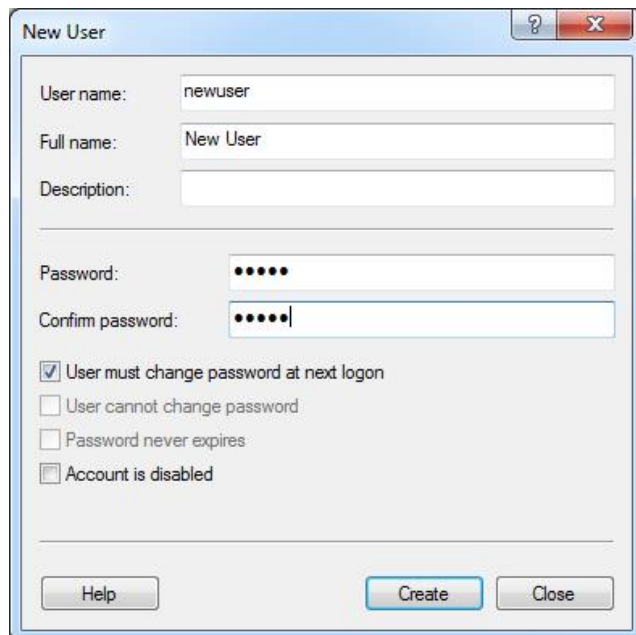 New User
User name: newuser
Full name: New User
Description:
Password: •••••
Confirm password: •••••
User must change password at next logon
User cannot change password
Password never expires
Account is disabled
Help Create Close